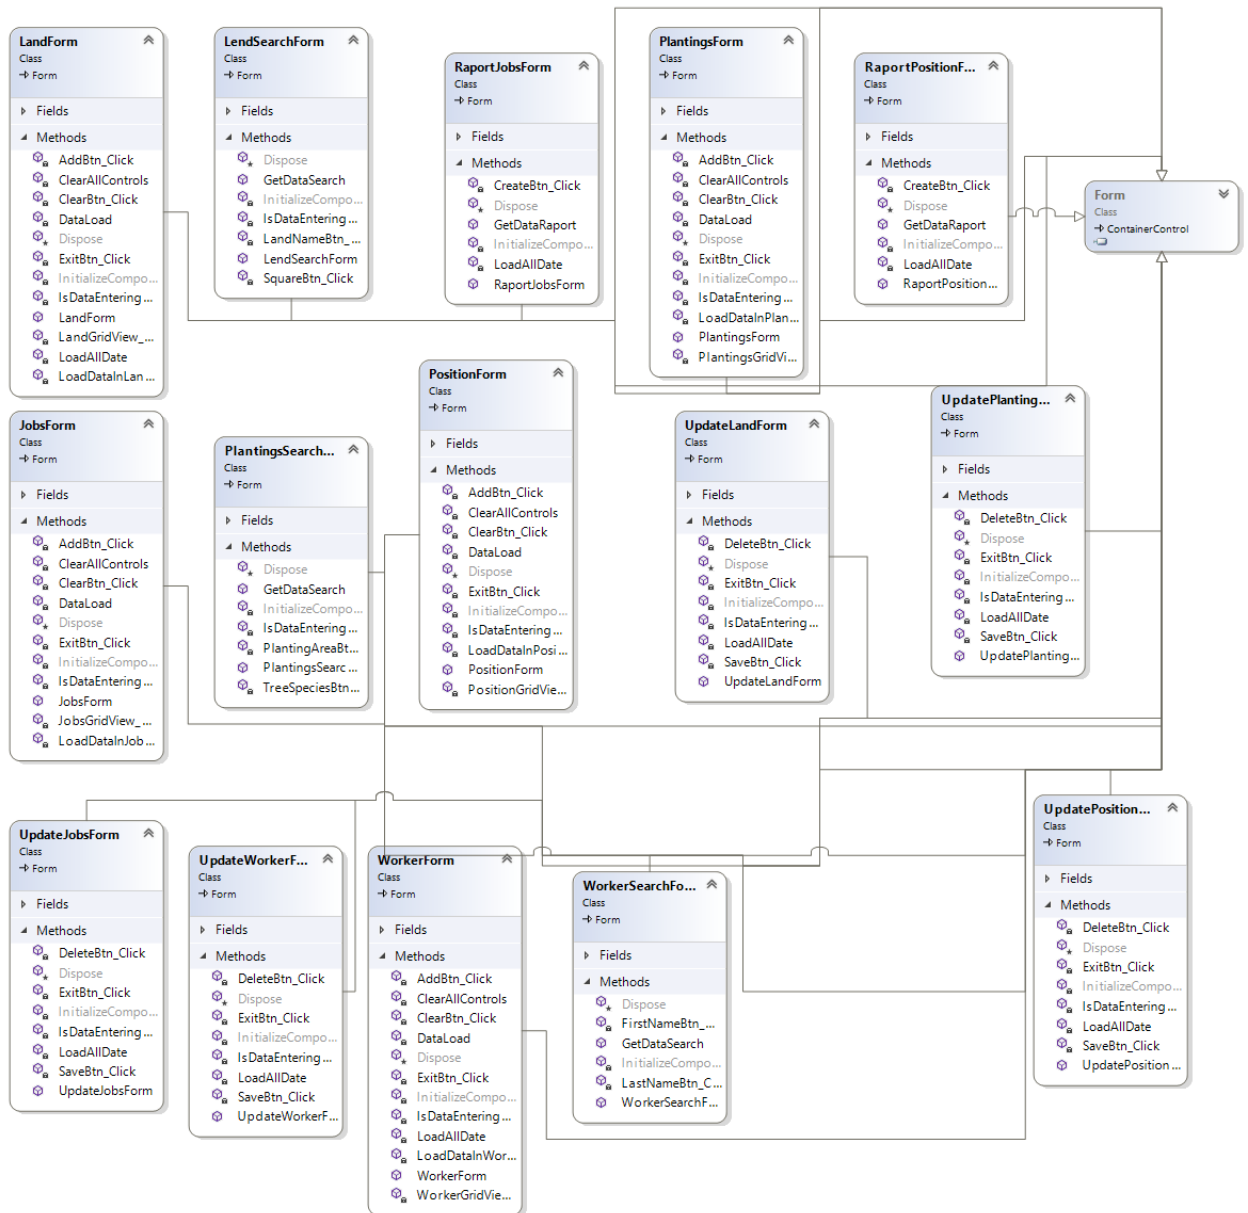 LandForm
Class
Form
Fields
Methods
AddBtn_Click
ClearAllControls
ClearBtn_Click
DataLoad
Dispose
ExitBtn_Click
InitializeCompo...
IsDataEntering...
LandForm
LandGridView_...
LoadAllDate
LoadDataInLan...
LendSearchForm
Class
Form
Fields
Methods
Dispose
GetDataSearch
InitializeCompo...
IsDataEntering...
LandNameBtn_...
LendSearchForm
SquareBtn_Click
RaportJobsForm
Class
Form
Fields
Methods
CreateBtn_Click
Dispose
GetDataRaport
InitializeCompo...
LoadAllDate
RaportJobsForm
PlantingsForm
Class
Form
Fields
Methods
AddBtn_Click
ClearAllControls
ClearBtn_Click
DataLoad
Dispose
ExitBtn_Click
InitializeCompo...
IsDataEntering...
LoadDataInPlan...
PlantingsForm
PlantingsGridVi...
RaportPositionF...
Class
Form
Fields
Methods
CreateBtn_Click
Dispose
GetDataRaport
InitializeCompo...
LoadAllDate
RaportPosition...
Form
Class
ContainerControl
JobsForm
Class
Form
Fields
Methods
AddBtn_Click
ClearAllControls
ClearBtn_Click
DataLoad
Dispose
ExitBtn_Click
InitializeCompo...
IsDataEntering...
JobsForm
JobsGridView_...
LoadDataInJob...
PlantingsSearch...
Class
Form
Fields
Methods
Dispose
GetDataSearch
InitializeCompo...
IsDataEntering...
PlantingAreaBt...
PlantingsSearc...
TreeSpeciesBtn...
PositionForm
Class
Form
Fields
Methods
AddBtn_Click
ClearAllControls
ClearBtn_Click
DataLoad
Dispose
ExitBtn_Click
InitializeCompo...
IsDataEntering...
LoadDataInPosi...
PositionForm
PositionGridVie...
UpdateLandForm
Class
Form
Fields
Methods
DeleteBtn_Click
Dispose
ExitBtn_Click
InitializeCompo...
IsDataEntering...
LoadAllDate
SaveBtn_Click
UpdateLandForm
UpdatePlanting...
Class
Form
Fields
Methods
DeleteBtn_Click
Dispose
ExitBtn_Click
InitializeCompo...
IsDataEntering...
LoadAllDate
SaveBtn_Click
UpdatePlanting...
UpdateJobsForm
Class
Form
Fields
Methods
DeleteBtn_Click
Dispose
ExitBtn_Click
InitializeCompo...
IsDataEntering...
LoadAllDate
SaveBtn_Click
UpdateJobsForm
UpdateWorkerF...
Class
Form
Fields
Methods
DeleteBtn_Click
Dispose
ExitBtn_Click
InitializeCompo...
IsDataEntering...
LoadAllDate
SaveBtn_Click
UpdateWorkerF...
WorkerForm
Class
Form
Fields
Methods
AddBtn_Click
ClearAllControls
ClearBtn_Click
DataLoad
Dispose
ExitBtn_Click
InitializeCompo...
IsDataEntering...
LoadAllDate
LoadDataInWor...
WorkerForm
WorkerGridVie...
WorkerSearchFo...
Class
Form
Fields
Methods
Dispose
FirstNameBtn_...
GetDataSearch
InitializeCompo...
LastNameBtn_C...
WorkerSearchF...
UpdatePosition...
Class
Form
Fields
Methods
DeleteBtn_Click
Dispose
ExitBtn_Click
InitializeCompo...
IsDataEntering...
LoadAllDate
SaveBtn_Click
UpdatePosition...